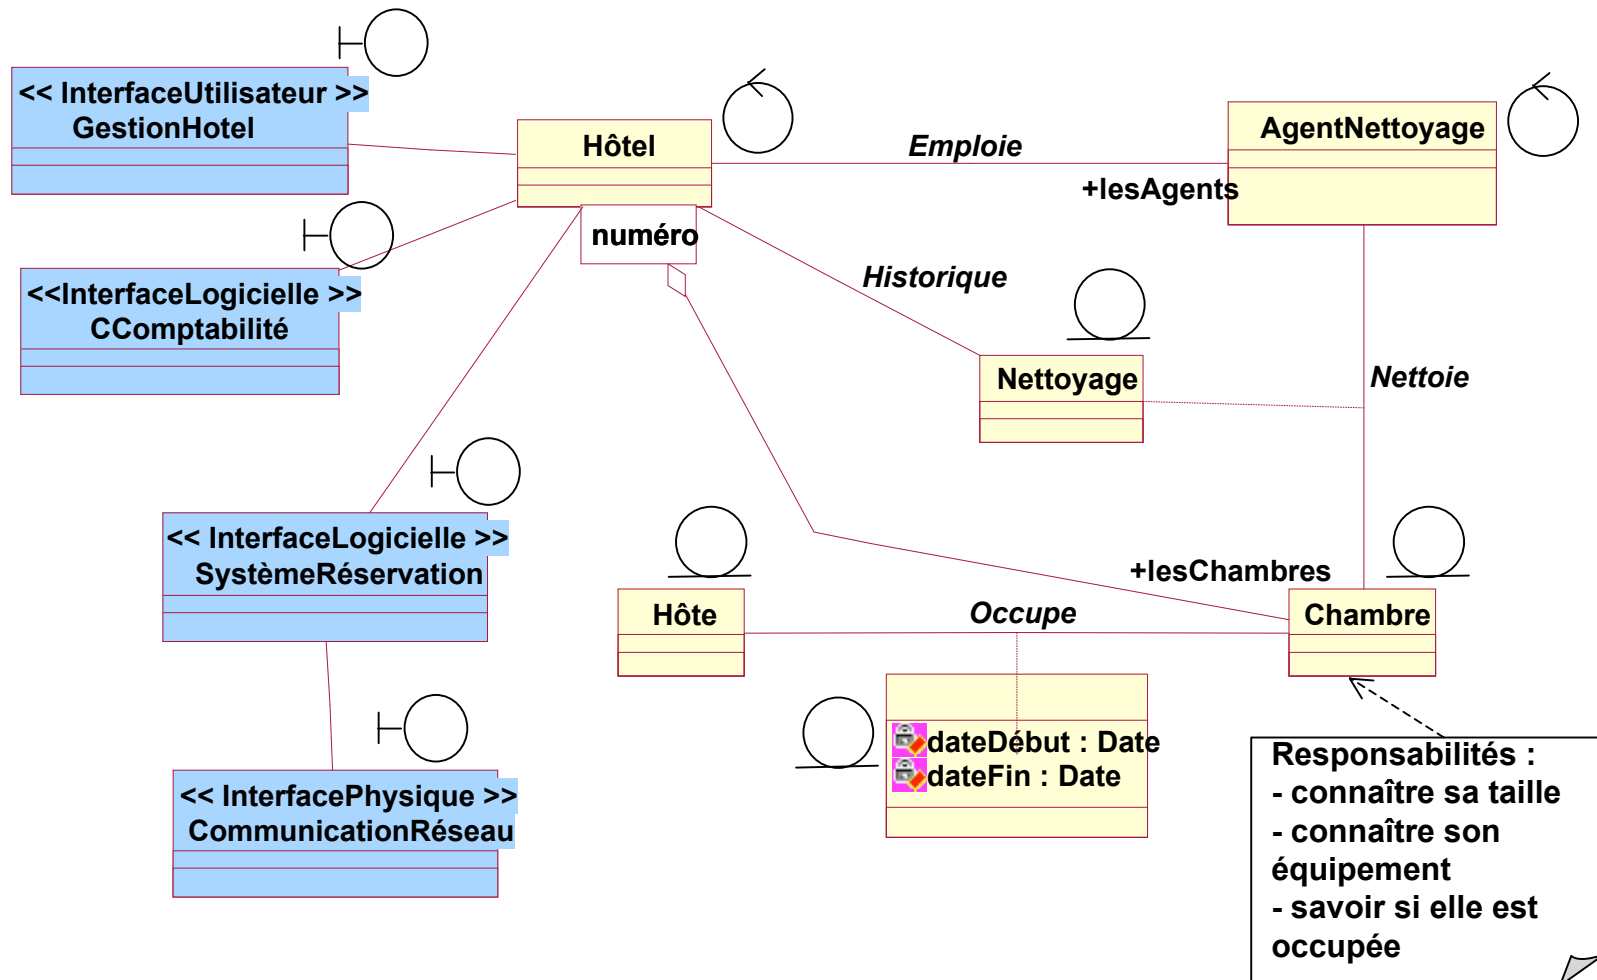 << InterfaceUtilisateur >>
GestionHotel
Hôtel
numéro
Emploie
AgentNettoyage
+lesAgents
<<InterfaceLogicielle >>
CComptabilité
Historique
Nettoyage
Nettoie
<< InterfaceLogicielle >>
SystèmeRéservation
+lesChambres
Hôte
Occupe
Chambre
dateDébut : Date
dateFin : Date
<< InterfacePhysique >>
CommunicationRéseau
Responsabilités :
- connaître sa taille
- connaître son
équipement
- savoir si elle est
occupée